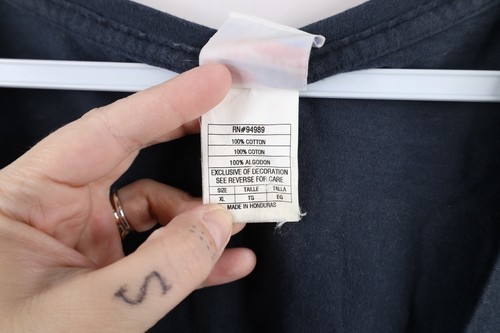 RN#94989
100% COTTON
100% COTON
100% ALGODON
EXCLUSIVE OF DECORATION
SEE REVERSE FOR CARE
SIZE TAILLE TALLA
XL TG EG
MADE IN HONDURAS
S